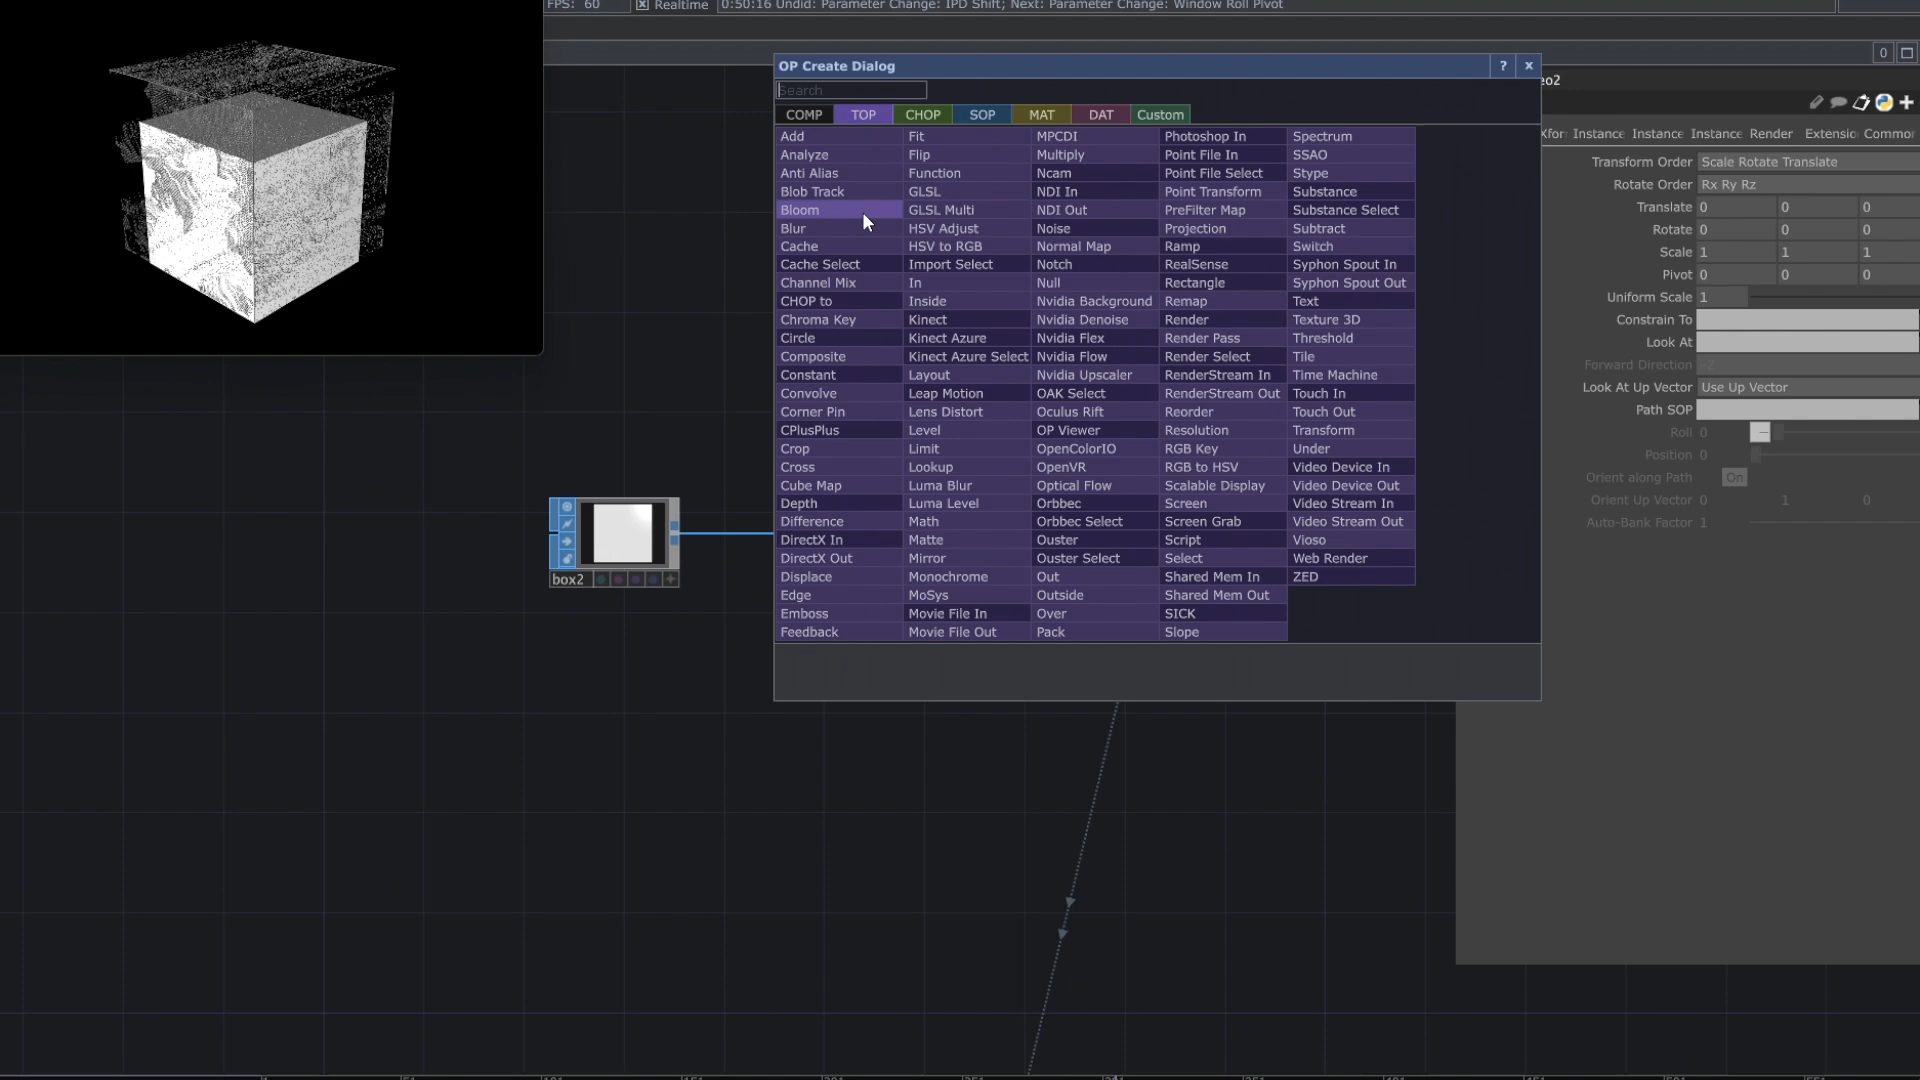 FPS: 60 Realtime 0:50:16 Undid: Parameter Change: IPD Shift; Next: Parameter Change: Window Roll Pivot
0
OP Create Dialog ? x
Search
COMP TOP CHOP SOP MAT DAT Custom
Add Fit MPCDI Photoshop In Spectrum
Analyze Flip Multiply Point File In SSAO
Anti Alias Function Ncam Point File Select Stype
Blob Track GLSL NDI In Point Transform Substance
Bloom GLSL Multi NDI Out PreFilter Map Substance Select
Blur HSV Adjust Noise Projection Subtract
Cache HSV to RGB Normal Map Ramp Switch
Cache Select Import Select Notch RealSense Syphon Spout In
Channel Mix In Null Rectangle Syphon Spout Out
CHOP to Inside Nvidia Background Remap Text
Chroma Key Kinect Nvidia Denoise Render Texture 3D
Circle Kinect Azure Nvidia Flex Render Pass Threshold
Composite Kinect Azure Select Nvidia Flow Render Select Tile
Constant Layout Nvidia Upscaler RenderStream In Time Machine
Convolve Leap Motion OAK Select RenderStream Out Touch In
Corner Pin Lens Distort Oculus Rift Reorder Touch Out
CPlusPlus Level OP Viewer Resolution Transform
Crop Limit OpenColorIO RGB Key Under
Cross Lookup OpenVR RGB to HSV Video Device In
Cube Map Luma Blur Optical Flow Scalable Display Video Device Out
Depth Luma Level Orbbec Screen Video Stream In
Difference Math Orbbec Select Screen Grab Video Stream Out
DirectX In Matte Ouster Script Vioso
DirectX Out Mirror Ouster Select Select Web Render
Displace Monochrome Out Shared Mem In ZED
Edge MoSys Outside Shared Mem Out
Emboss Movie File In Over SICK
Feedback Movie File Out Pack Slope
eo2
Xfor Instance Instance Instance Render Extensio Commo
Transform Order Scale Rotate Translate
Rotate Order Rx Ry Rz
Translate 0 0 0
Rotate 0 0 0
Scale 1 1 1
Pivot 0 0 0
Uniform Scale 1
Constrain To
Look At
Forward Direction -Z
Look At Up Vector Use Up Vector
Path SOP
Roll 0
Position 0
Orient along Path On
Orient Up Vector 0 1 0
Auto-Bank Factor 1
box2